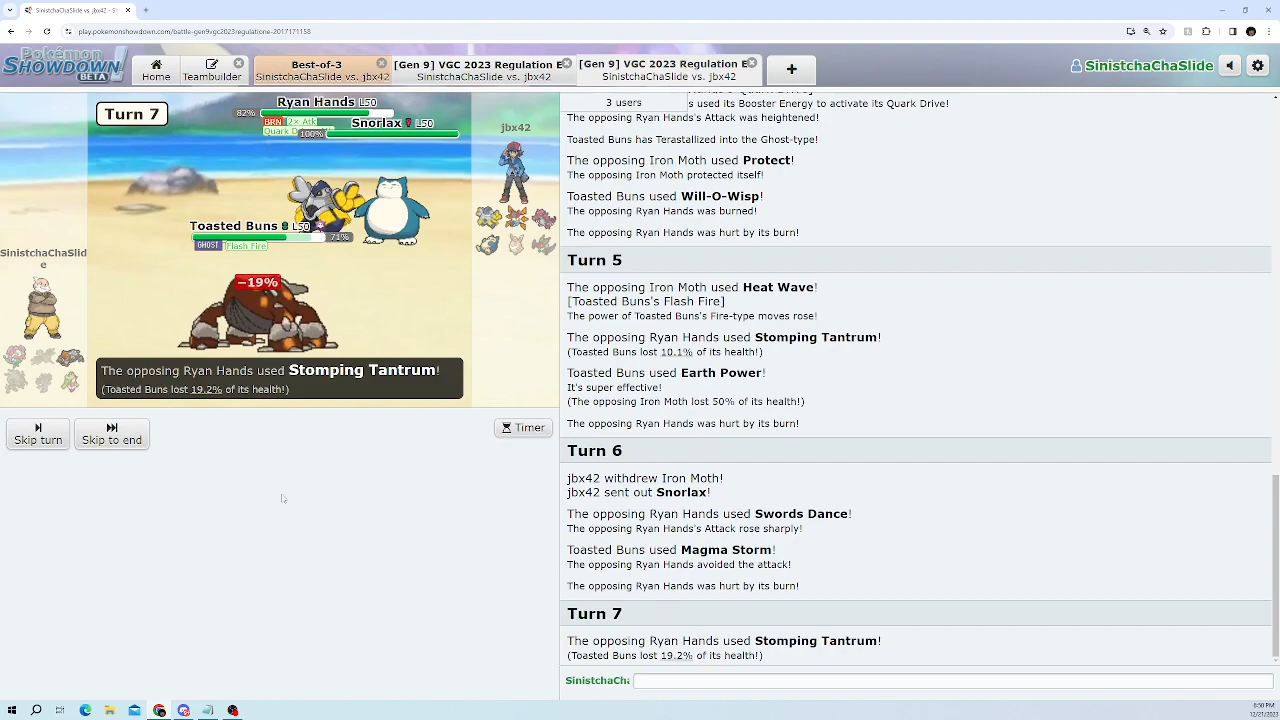 SinistchaChaSlide vs. jbx42 - S
play.pokemonshowdown.com/battle-gen9vgc2023regulatione-2017171158
Pokémon
SHOWDOWN
BETA
Home
Teambuilder
Best-of-3
SinistchaChaSlide vs. jbx42
[Gen 9] VGC 2023 Regulation E
SinistchaChaSlide vs. jbx42
[Gen 9] VGC 2023 Regulation E
SinistchaChaSlide vs. jbx42
+
SinistchaChaSlide
Turn 7
Ryan Hands L50
82%
BRN 2× Atk
Quark D
Snorlax L50
100%
jbx42
Toasted Buns L50
71%
GHOST Flash Fire
SinistchaChaSlid
e
−19%
The opposing Ryan Hands used Stomping Tantrum!
(Toasted Buns lost 19.2% of its health!)
Skip turn
Skip to end
Timer
3 users
s used its Booster Energy to activate its Quark Drive!
The opposing Ryan Hands's Attack was heightened!
Toasted Buns has Terastallized into the Ghost-type!
The opposing Iron Moth used Protect!
The opposing Iron Moth protected itself!
Toasted Buns used Will-O-Wisp!
The opposing Ryan Hands was burned!
The opposing Ryan Hands was hurt by its burn!
Turn 5
The opposing Iron Moth used Heat Wave!
[Toasted Buns's Flash Fire]
The power of Toasted Buns's Fire-type moves rose!
The opposing Ryan Hands used Stomping Tantrum!
(Toasted Buns lost 10.1% of its health!)
Toasted Buns used Earth Power!
It's super effective!
(The opposing Iron Moth lost 50% of its health!)
The opposing Ryan Hands was hurt by its burn!
Turn 6
jbx42 withdrew Iron Moth!
jbx42 sent out Snorlax!
The opposing Ryan Hands used Swords Dance!
The opposing Ryan Hands's Attack rose sharply!
Toasted Buns used Magma Storm!
The opposing Ryan Hands avoided the attack!
The opposing Ryan Hands was hurt by its burn!
Turn 7
The opposing Ryan Hands used Stomping Tantrum!
(Toasted Buns lost 19.2% of its health!)
SinistchaCha
8:50 PM
12/21/2023